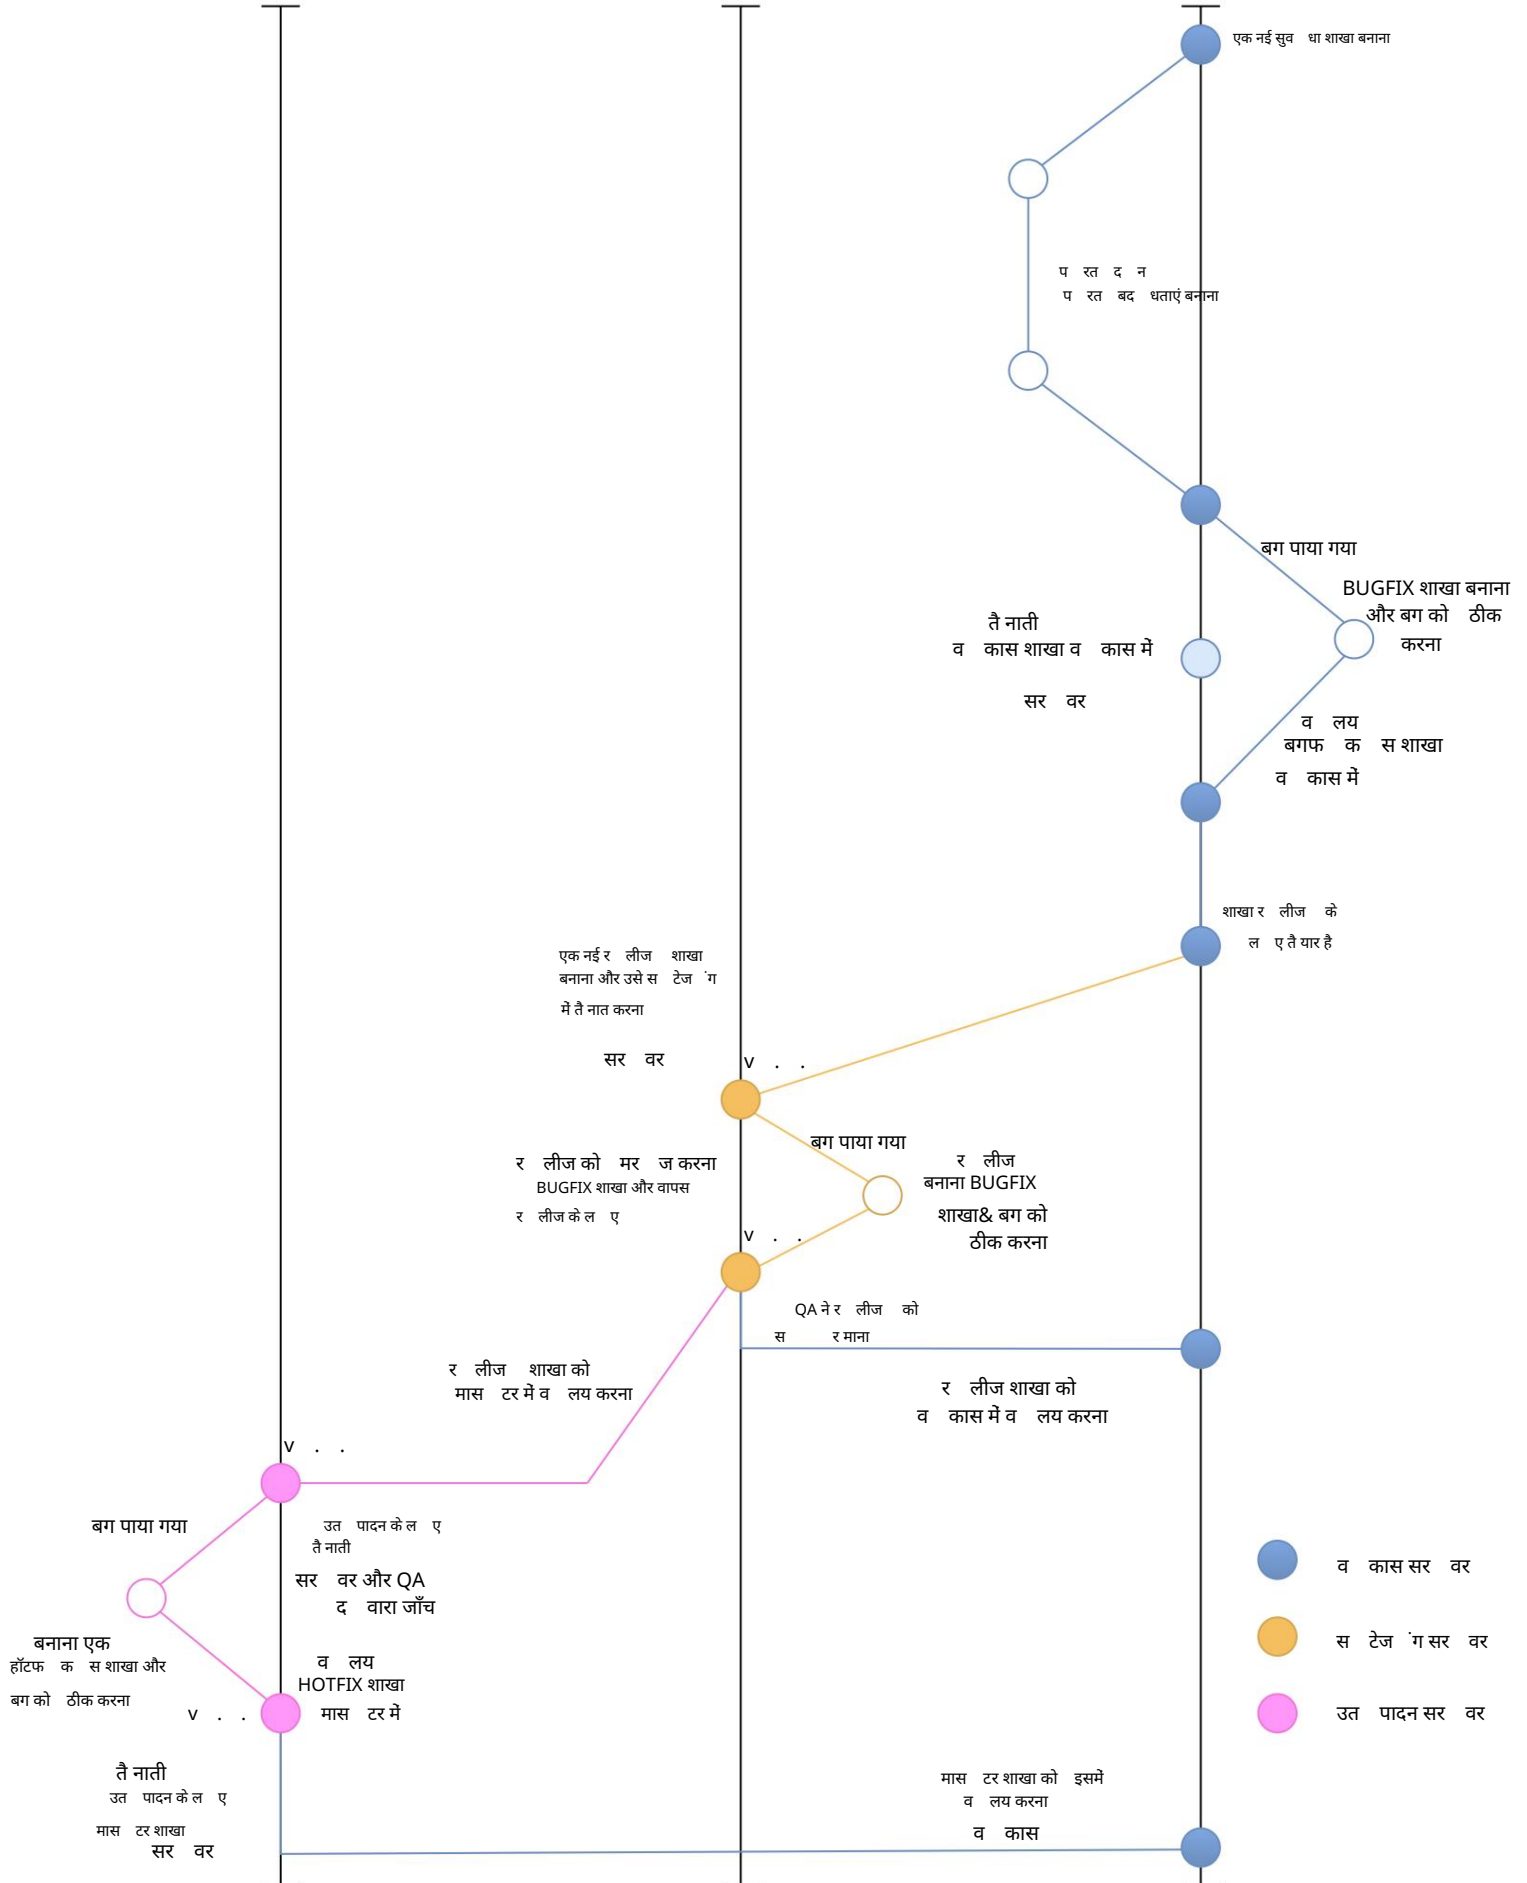 एक नई सुव धा शाखा बनाना
प रत द न
प रत बद धताएं बनाना
बग पाया गया
BUGFIX शाखा बनाना
और बग को ठीक
करना
तै नाती
व कास शाखा व कास में
सर वर
व लय
बगफ क स शाखा
व कास में
शाखा र लीज के
ल ए तै यार है
एक नई र लीज शाखा
बनाना और उसे स टेज ंग
में तै नात करना
सर वर
v . .
बग पाया गया
र लीज
बनाना BUGFIX
शाखा& बग को
ठीक करना
र लीज को मर ज करना
BUGFIX शाखा और वापस
र लीज के ल ए
v . .
QA ने र लीज को
स र माना
र लीज शाखा को
व कास में व लय करना
र लीज शाखा को
मास टर में व लय करना
v . .
बग पाया गया
उत पादन के ल ए
तै नाती
सर वर और QA
द वारा जाँच
बनाना एक
हॉटफ क स शाखा और
बग को ठीक करना
व लय
HOTFIX शाखा
मास टर में
v . .
तै नाती
उत पादन के ल ए
मास टर शाखा
सर वर
मास टर शाखा को इसमें
व लय करना
व कास
व कास सर वर
स टेज ंग सर वर
उत पादन सर वर